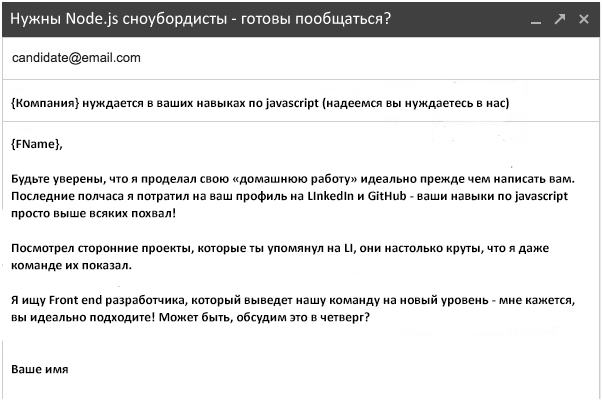 Нужны Node.js сноубордисты - готовы пообщаться?
candidate@email.com
{Компания} нуждается в ваших навыках по javascript (надеемся вы нуждаетесь в нас)
{FName},
Будьте уверены, что я проделал свою «домашнюю работу» идеально прежде чем написать вам.
Последние полчаса я потратил на ваш профиль на LInkedIn и GitHub - ваши навыки по javascript
просто выше всяких похвал!
Посмотрел сторонние проекты, которые ты упомянул на LI, они настолько круты, что я даже
команде их показал.
Я ищу Front end разработчика, который выведет нашу команду на новый уровень - мне кажется,
вы идеально подходите! Может быть, обсудим это в четверг?
Ваше имя